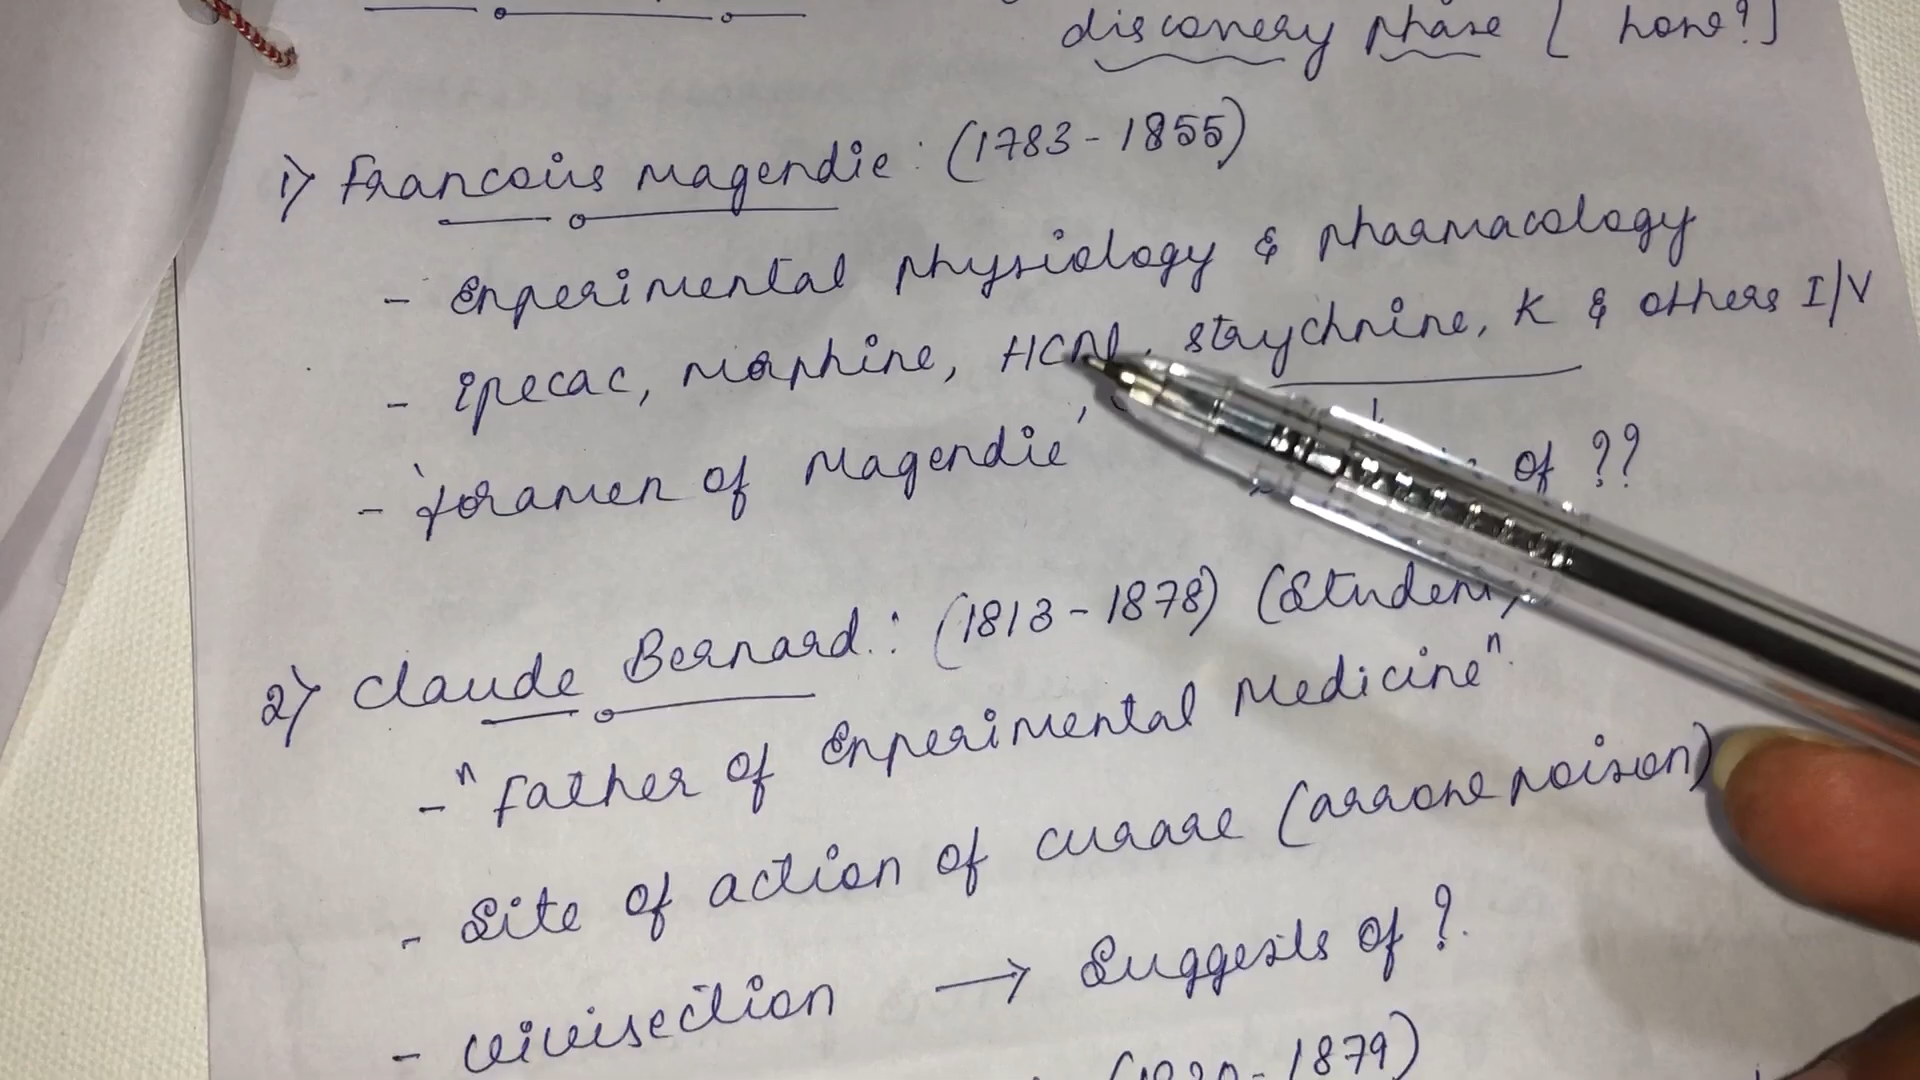 discovery phase [ how?]
1) Francois Magendie : (1783-1855)
- Experimental physiology & pharmacology
- Ipecac, Morphine, HCN, strychnine, K & others I/V
- 'foramen of Magendie' of ??
2) Claude Bernard : (1813-1878) (Student
- "Father of Experimental Medicine"
- Site of action of curare (arrow poison)
- vivisection → Suggests of ?
1879)